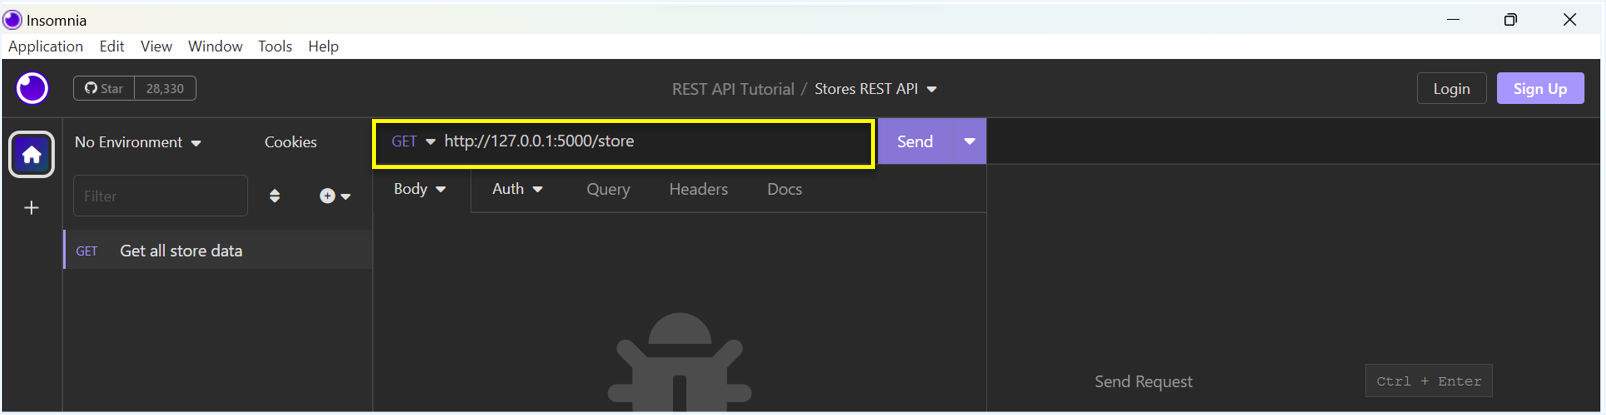 Insomnia
Application Edit View Window Tools Help
Star 28,330 REST API Tutorial / Stores REST API Login Sign Up
No Environment Cookies GET http://127.0.0.1:5000/store Send
Filter Body Auth Query Headers Docs
GET Get all store data
Send Request Ctrl + Enter